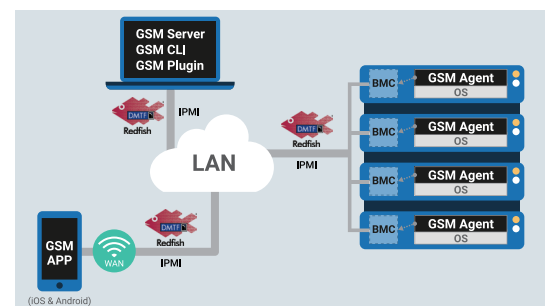 GSM Server
GSM CLI
GSM Plugin
DMTF
Redfish
IPMI
LAN
DMTF
Redfish
IPMI
BMC
GSM Agent
OS
BMC
GSM Agent
OS
BMC
GSM Agent
OS
BMC
GSM Agent
OS
GSM
APP
WAN
DMTF
Redfish
IPMI
(iOS & Android)